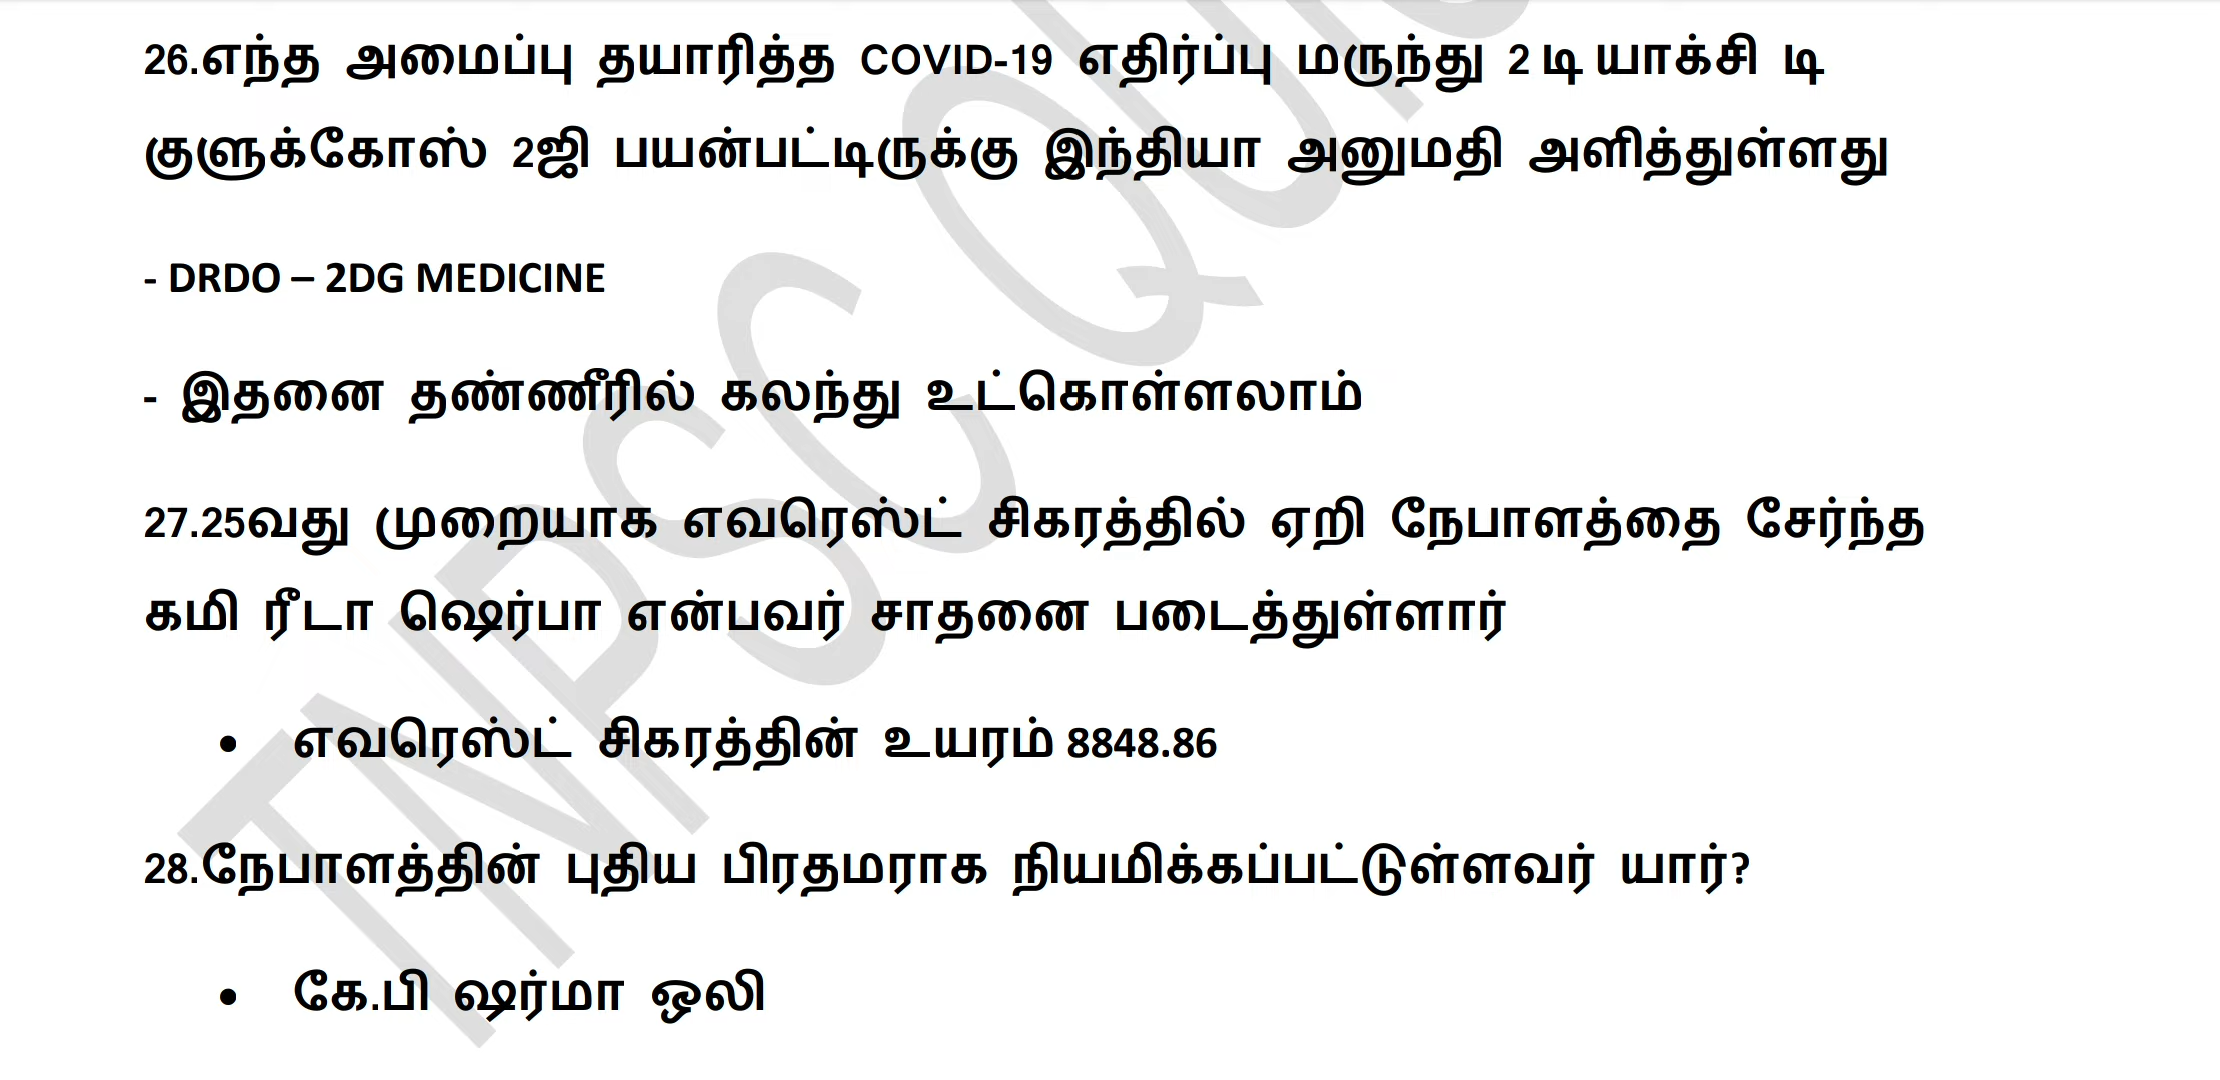 26.எந்த அமைப்பு தயாரித்த COVID-19 எதிர்ப்பு மருந்து 2 டி யாக்சி டி
குளுக்கோஸ் 2ஜி பயன்பட்டிருக்கு இந்தியா அனுமதி அளித்துள்ளது
- DRDO – 2DG MEDICINE
- இதனை தண்ணீரில் கலந்து உட்கொள்ளலாம்
27.25வது முறையாக எவரெஸ்ட் சிகரத்தில் ஏறி நேபாளத்தை சேர்ந்த
கமி ரீடா ஷெர்பா என்பவர் சாதனை படைத்துள்ளார்
• எவரெஸ்ட் சிகரத்தின் உயரம் 8848.86
28.நேபாளத்தின் புதிய பிரதமராக நியமிக்கப்பட்டுள்ளவர் யார்?
• கே.பி ஷர்மா ஒலி
TNPSC